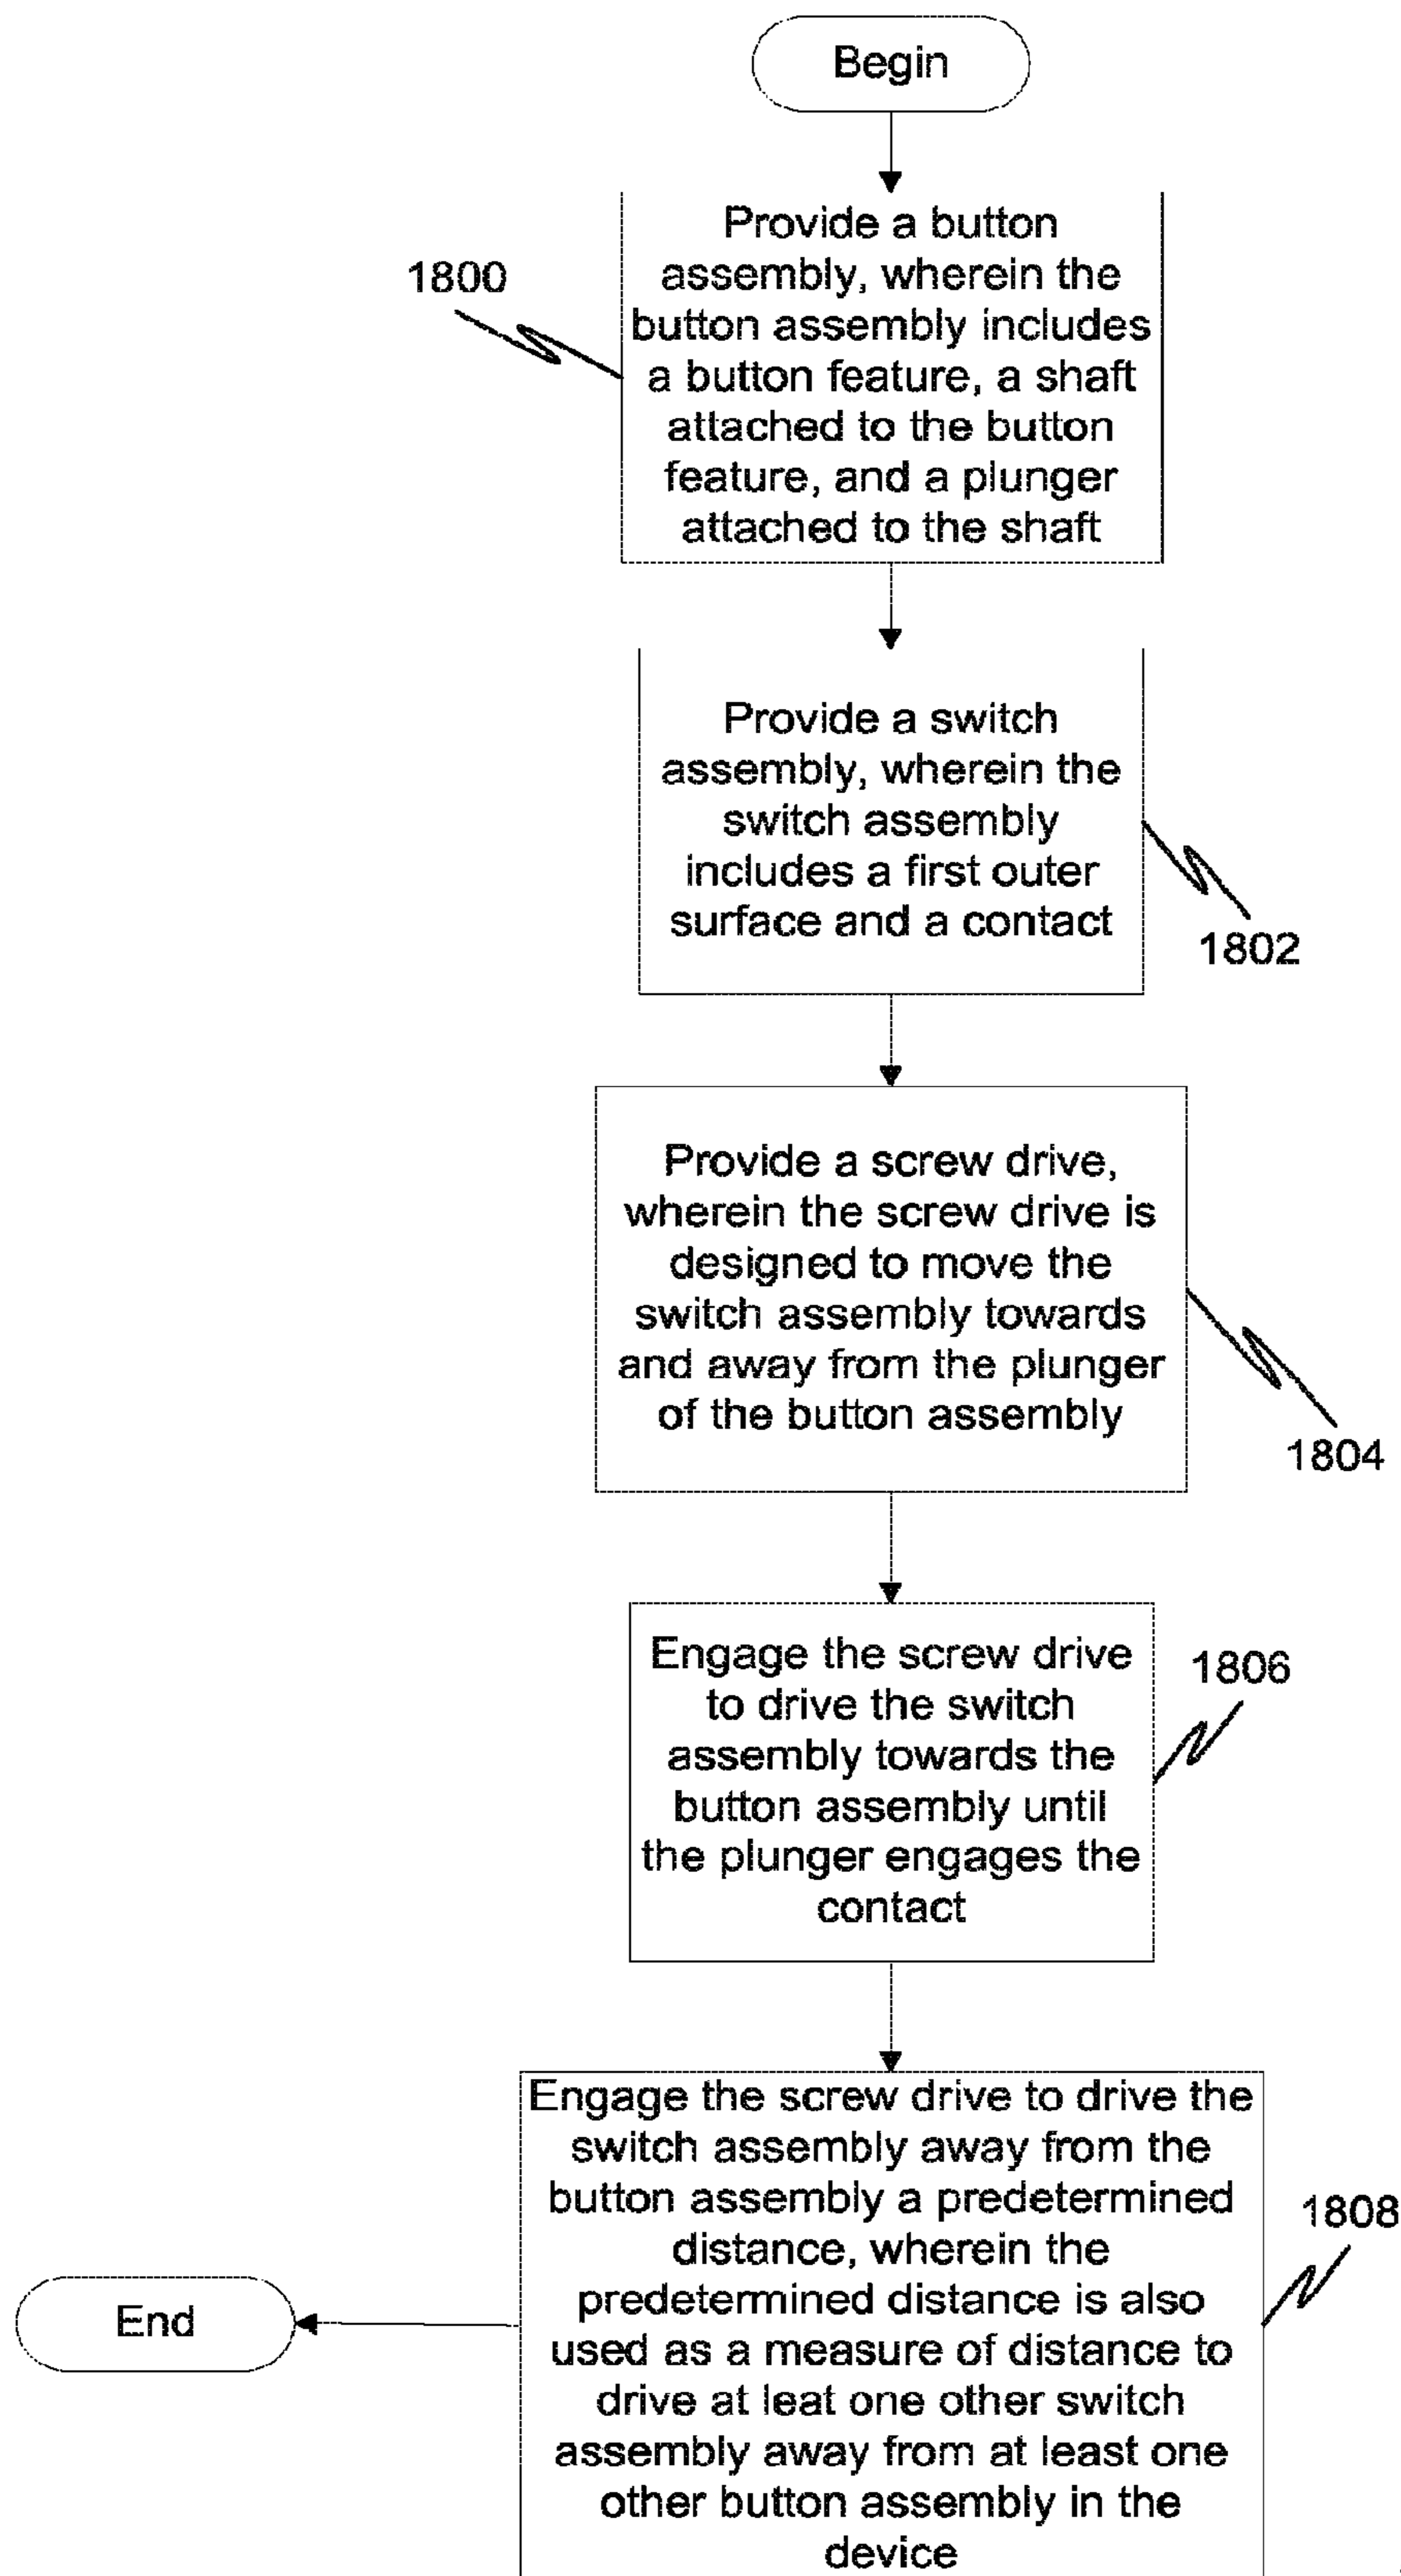 Begin
1800
Provide a button
assembly, wherein the
button assembly includes
a button feature, a shaft
attached to the button
feature, and a plunger
attached to the shaft
Provide a switch
assembly, wherein the
switch assembly
includes a first outer
surface and a contact
1802
Provide a screw drive,
wherein the screw drive is
designed to move the
switch assembly towards
and away from the plunger
of the button assembly
1804
Engage the screw drive
to drive the switch
assembly towards the
button assembly until
the plunger engages the
contact
1806
Engage the screw drive to drive the
switch assembly away from the
button assembly a predetermined
distance, wherein the
predetermined distance is also
used as a measure of distance to
drive at leat one other switch
assembly away from at least one
other button assembly in the
device
1808
End